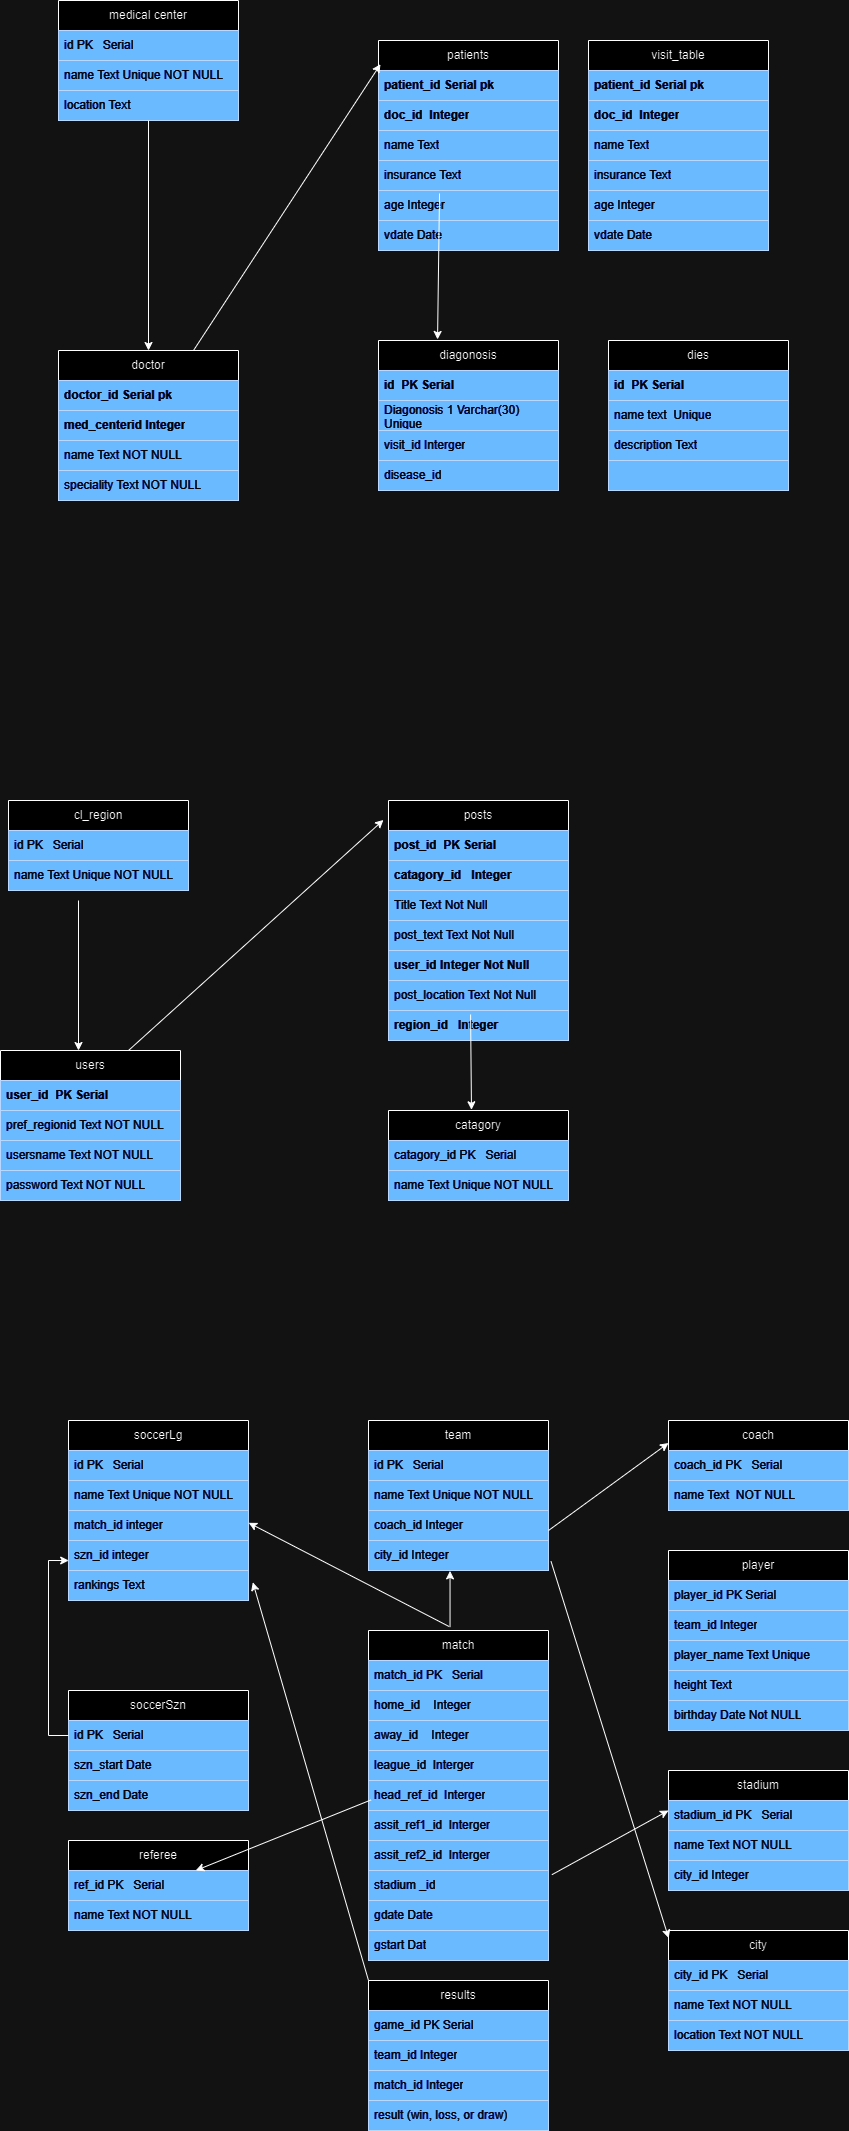 medical center
id PK   Serial
name Text Unique NOT NULL
location Text
patients
patient_id Serial pk
doc_id  Integer
name Text
insurance Text
age Integer
vdate Date
visit_table
patient_id Serial pk
doc_id  Integer
name Text
insurance Text
age Integer
vdate Date
doctor
doctor_id Serial pk
med_centerid Integer
name Text NOT NULL
speciality Text NOT NULL
diagonosis
id  PK Serial
Diagonosis 1 Varchar(30)
Unique
visit_id Interger
disease_id
dies
id  PK Serial
name text  Unique
description Text
cl_region
id PK   Serial
name Text Unique NOT NULL
posts
post_id  PK Serial
catagory_id   Integer
Title Text Not Null
post_text Text Not Null
user_id Integer Not Null
post_location Text Not Null
region_id   Integer
users
user_id  PK Serial
pref_regionid Text NOT NULL
usersname Text NOT NULL
password Text NOT NULL
catagory
catagory_id PK   Serial
name Text Unique NOT NULL
soccerLg
id PK   Serial
name Text Unique NOT NULL
match_id integer
szn_id integer
rankings Text
team
id PK   Serial
name Text Unique NOT NULL
coach_id Integer
city_id Integer
coach
coach_id PK   Serial
name Text  NOT NULL
player
player_id PK Serial
team_id Integer
player_name Text Unique
height Text
birthday Date Not NULL
match
match_id PK   Serial
home_id    Integer
away_id    Integer
league_id  Interger
head_ref_id  Interger
assit_ref1_id  Interger
assit_ref2_id  Interger
stadium _id
gdate Date
gstart Dat
soccerSzn
id PK   Serial
szn_start Date
szn_end Date
referee
ref_id PK   Serial
name Text NOT NULL
stadium
stadium_id PK   Serial
name Text NOT NULL
city_id Integer
city
city_id PK   Serial
name Text NOT NULL
location Text NOT NULL
results
game_id PK Serial
team_id Integer
match_id Integer
result (win, loss, or draw)